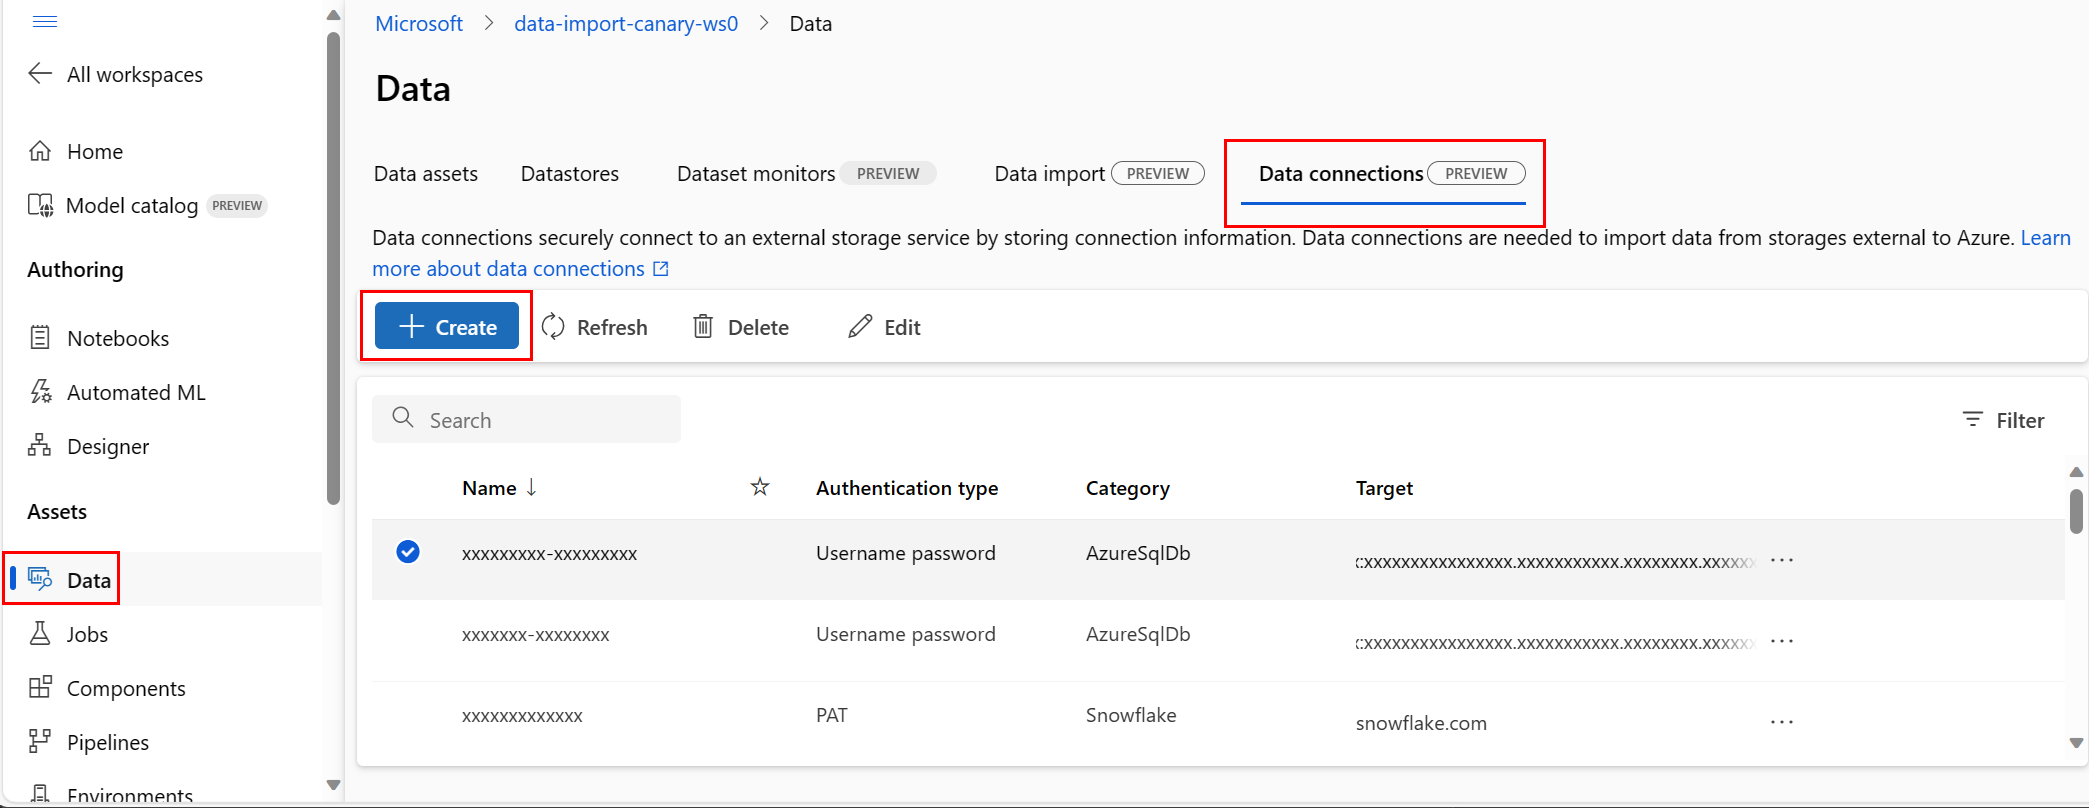 Microsoft > data-import-canary-ws0 > Data
All workspaces
Home
Model catalog PREVIEW
Authoring
Notebooks
Automated ML
Designer
Assets
Data
Jobs
Components
Pipelines
Environments
Data
Data assets Datastores Dataset monitors PREVIEW Data import PREVIEW Data connections PREVIEW
Data connections securely connect to an external storage service by storing connection information. Data connections are needed to import data from storages external to Azure. Learn
more about data connections
Create Refresh Delete Edit
Search Filter
Name ↓ Authentication type Category Target
xxxxxxxxx-xxxxxxxxx Username password AzureSqlDb x:xxxxxxxxxxxxxxxx.xxxxxxxxxxx.xxxxxxxx.xxxxxx ...
xxxxxxx-xxxxxxxx Username password AzureSqlDb x:xxxxxxxxxxxxxxxx.xxxxxxxxxxx.xxxxxxxx.xxxxxx ...
xxxxxxxxxxxxx PAT Snowflake snowflake.com ...